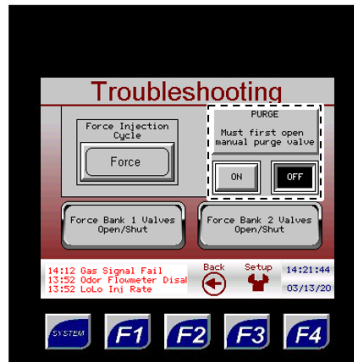 Troubleshooting
Force Injection
Cycle
Force
PURGE
Must first open
manual purge valve
ON
OFF
Force Bank 1 Valves
Open/Shut
Force Bank 2 Valves
Open/Shut
14:12 Gas Signal Fail
13:52 Odor Flowmeter Disa
13:52 LoLo Inj Rate
Back
Setup
14:21:44
03/13/20
SYSTEM
F1
F2
F3
F4